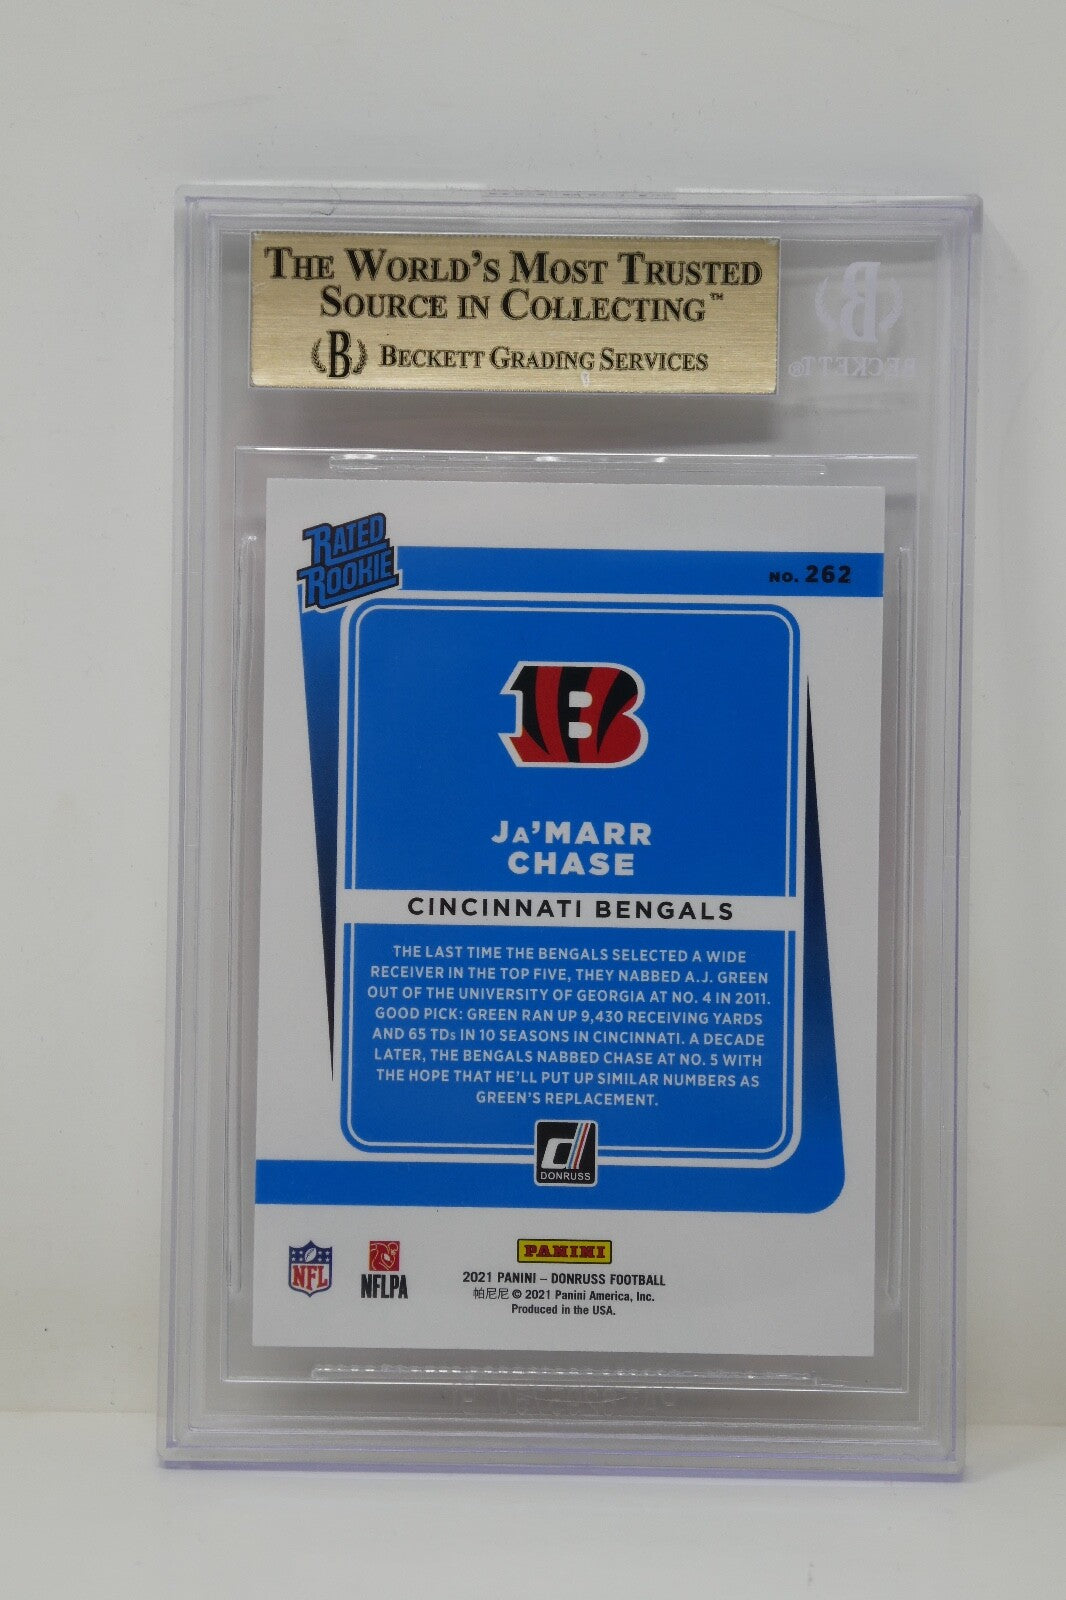 THE WORLD'S MOST TRUSTED
SOURCE IN COLLECTING™
B BECKETT GRADING SERVICES
B
BECKETT®
RATED
ROOKIE
NO. 262
B
JA'MARR
CHASE
CINCINNATI BENGALS
THE LAST TIME THE BENGALS SELECTED A WIDE
RECEIVER IN THE TOP FIVE, THEY NABBED A.J. GREEN
OUT OF THE UNIVERSITY OF GEORGIA AT NO. 4 IN 2011.
GOOD PICK: GREEN RAN UP 9,430 RECEIVING YARDS
AND 65 TDs IN 10 SEASONS IN CINCINNATI. A DECADE
LATER, THE BENGALS NABBED CHASE AT NO. 5 WITH
THE HOPE THAT HE'LL PUT UP SIMILAR NUMBERS AS
GREEN'S REPLACEMENT.
d
DONRUSS
NFL
NFLPA
PANINI
2021 PANINI – DONRUSS FOOTBALL
帕尼尼 © 2021 Panini America, Inc.
Produced in the USA.